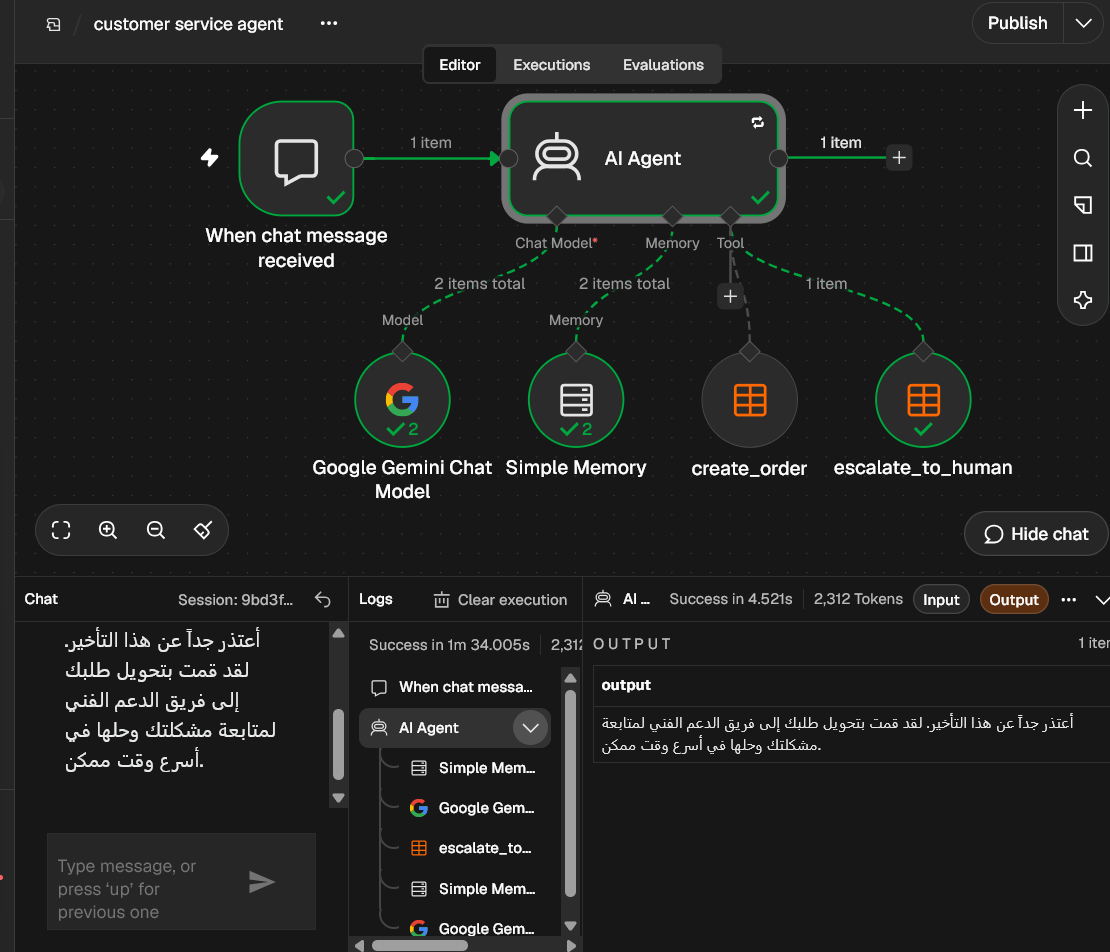 customer service agent
Publish
Editor
Executions
Evaluations
1 item
AI Agent
1 item
When chat message
received
Chat Model*
Memory
Tool
2 items total
2 items total
1 item
Model
Memory
2
2
Google Gemini Chat
Model
Simple Memory
create_order
escalate_to_human
Hide chat
Chat
Session: 9bd3f...
أعتذر جداً عن هذا التأخير.
لقد قمت بتحويل طلبك
إلى فريق الدعم الفني
لمتابعة مشكلتك وحلها في
أسرع وقت ممكن.
Type message, or
press ‘up’ for
previous one
Logs
Clear execution
Success in 1m 34.005s
2,312
When chat messa...
AI Agent
Simple Mem...
Google Gem...
escalate_to...
Simple Mem...
Google Gem...
AI ...
Success in 4.521s
2,312 Tokens
Input
Output
OUTPUT
1 iter
output
أعتذر جداً عن هذا التأخير. لقد قمت بتحويل طلبك إلى فريق الدعم الفني لمتابعة
مشكلتك وحلها في أسرع وقت ممكن.